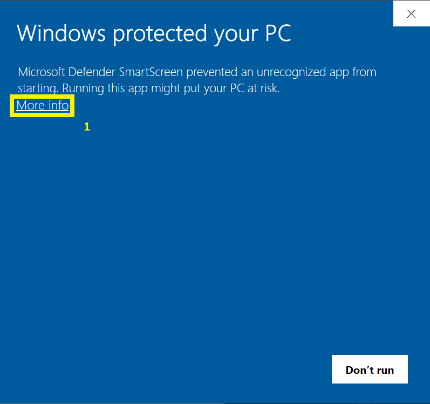 Windows protected your PC
Microsoft Defender SmartScreen prevented an unrecognized app from
starting. Running this app might put your PC at risk.
More info
1
Don't run